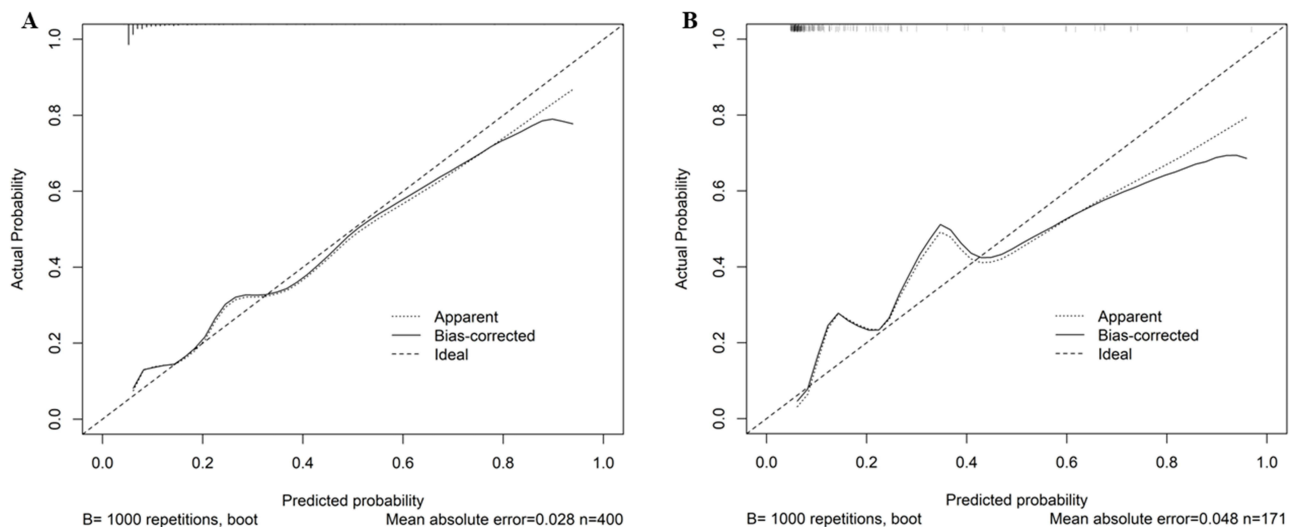 A
Actual Probability
1.0
0.8
0.6
0.4
0.2
0.0
Apparent
Bias-corrected
Ideal
0.0 0.2 0.4 0.6 0.8 1.0
Predicted probability
B= 1000 repetitions, boot Mean absolute error=0.028 n=400
B
Actual Probability
1.0
0.8
0.6
0.4
0.2
0.0
Apparent
Bias-corrected
Ideal
0.0 0.2 0.4 0.6 0.8 1.0
Predicted probability
B= 1000 repetitions, boot Mean absolute error=0.048 n=171